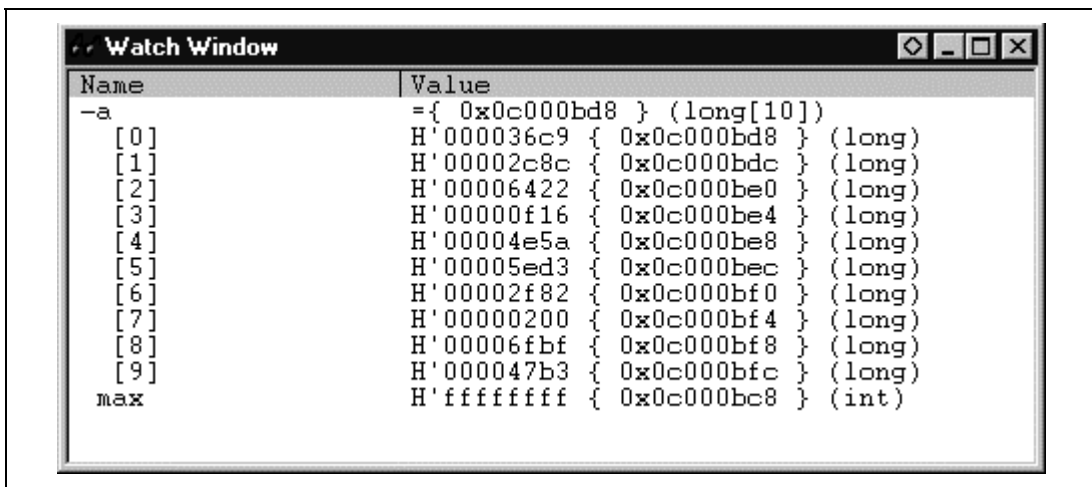 Watch Window
Name Value
-a ={ 0x0c000bd8 } (long[10])
[0] H'000036c9 { 0x0c000bd8 } (long)
[1] H'00002c8c { 0x0c000bdc } (long)
[2] H'00006422 { 0x0c000be0 } (long)
[3] H'00000f16 { 0x0c000be4 } (long)
[4] H'00004e5a { 0x0c000be8 } (long)
[5] H'00005ed3 { 0x0c000bec } (long)
[6] H'00002f82 { 0x0c000bf0 } (long)
[7] H'00000200 { 0x0c000bf4 } (long)
[8] H'00006fbf { 0x0c000bf8 } (long)
[9] H'000047b3 { 0x0c000bfc } (long)
max H'ffffffff { 0x0c000bc8 } (int)